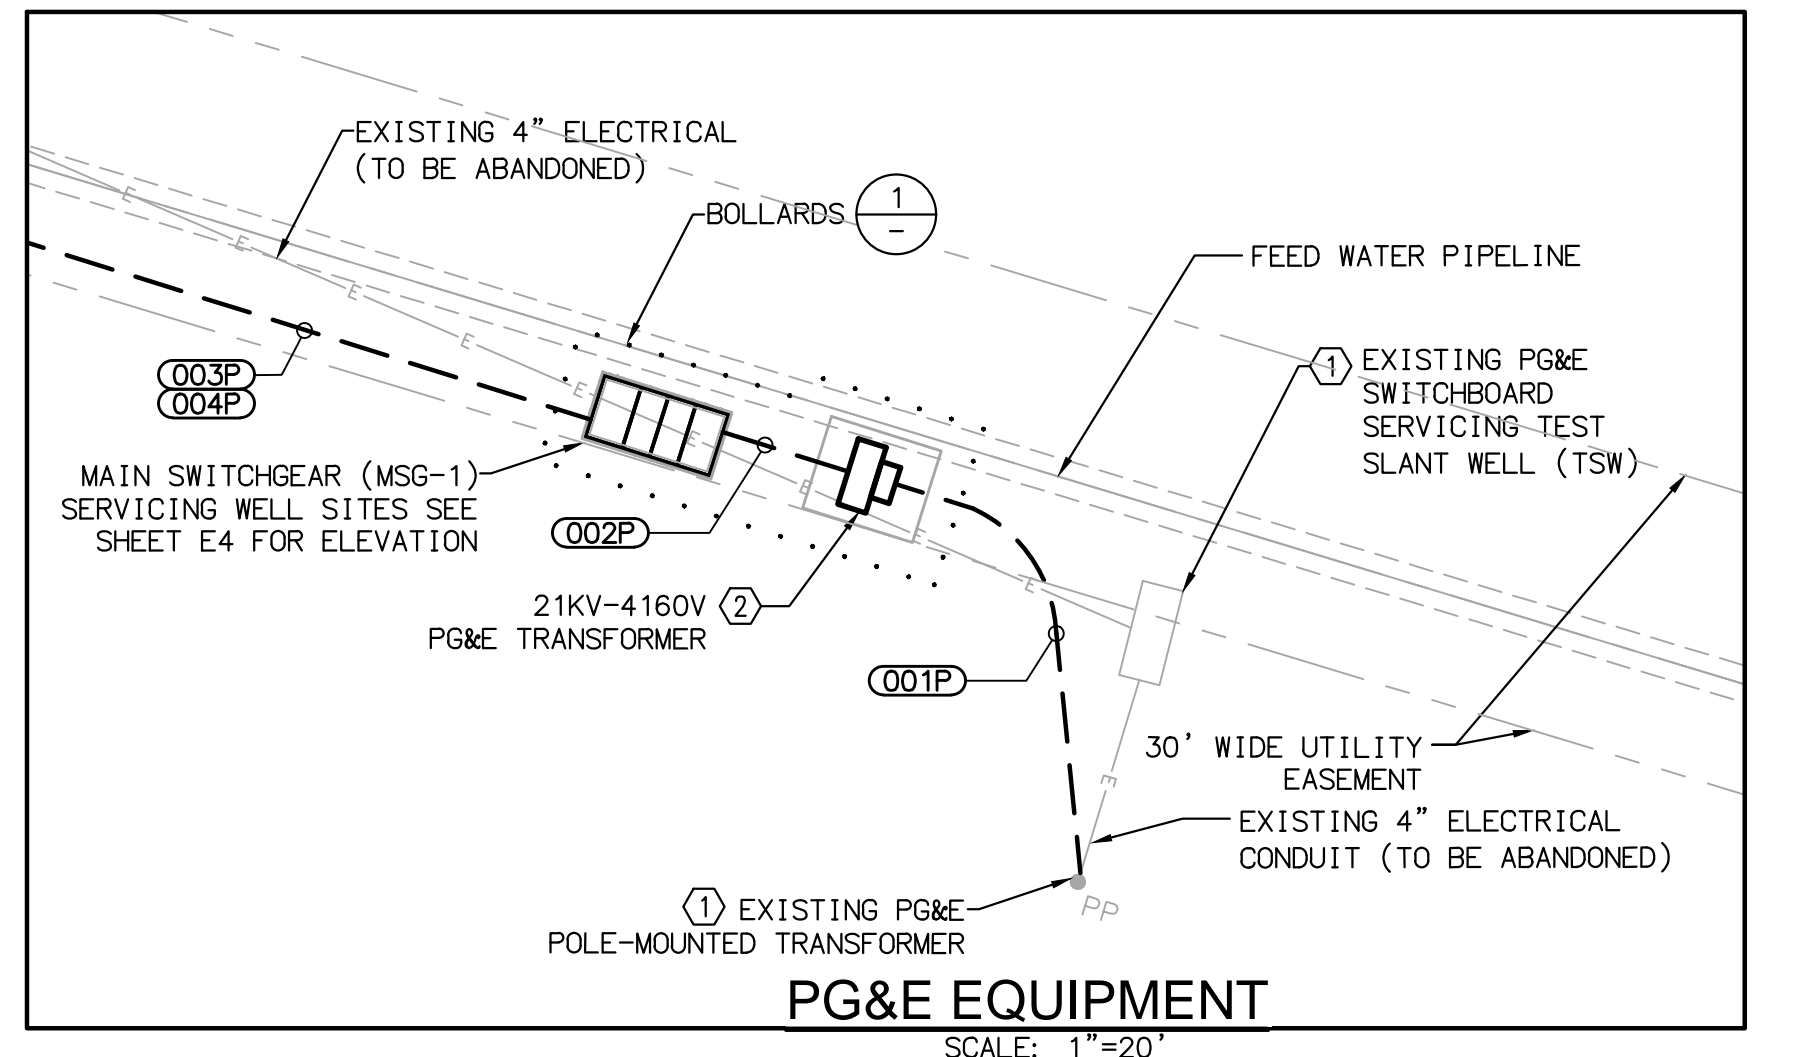 EXISTING 4” ELECTRICAL
(TO BE ABANDONED)
BOLLARDS
1
–
FEED WATER PIPELINE
1
EXISTING PG&E
SWITCHBOARD
SERVICING TEST
SLANT WELL (TSW)
003P
004P
MAIN SWITCHGEAR (MSG-1)
SERVICING WELL SITES SEE
SHEET E4 FOR ELEVATION
002P
21KV-4160V
2
PG&E TRANSFORMER
001P
30’ WIDE UTILITY
EASEMENT
EXISTING 4” ELECTRICAL
CONDUIT (TO BE ABANDONED)
1
EXISTING PG&E
POLE-MOUNTED TRANSFORMER
PP
E
E
E
E
E
E
E
E
E
E
PG&E EQUIPMENT
SCALE: 1”=20’